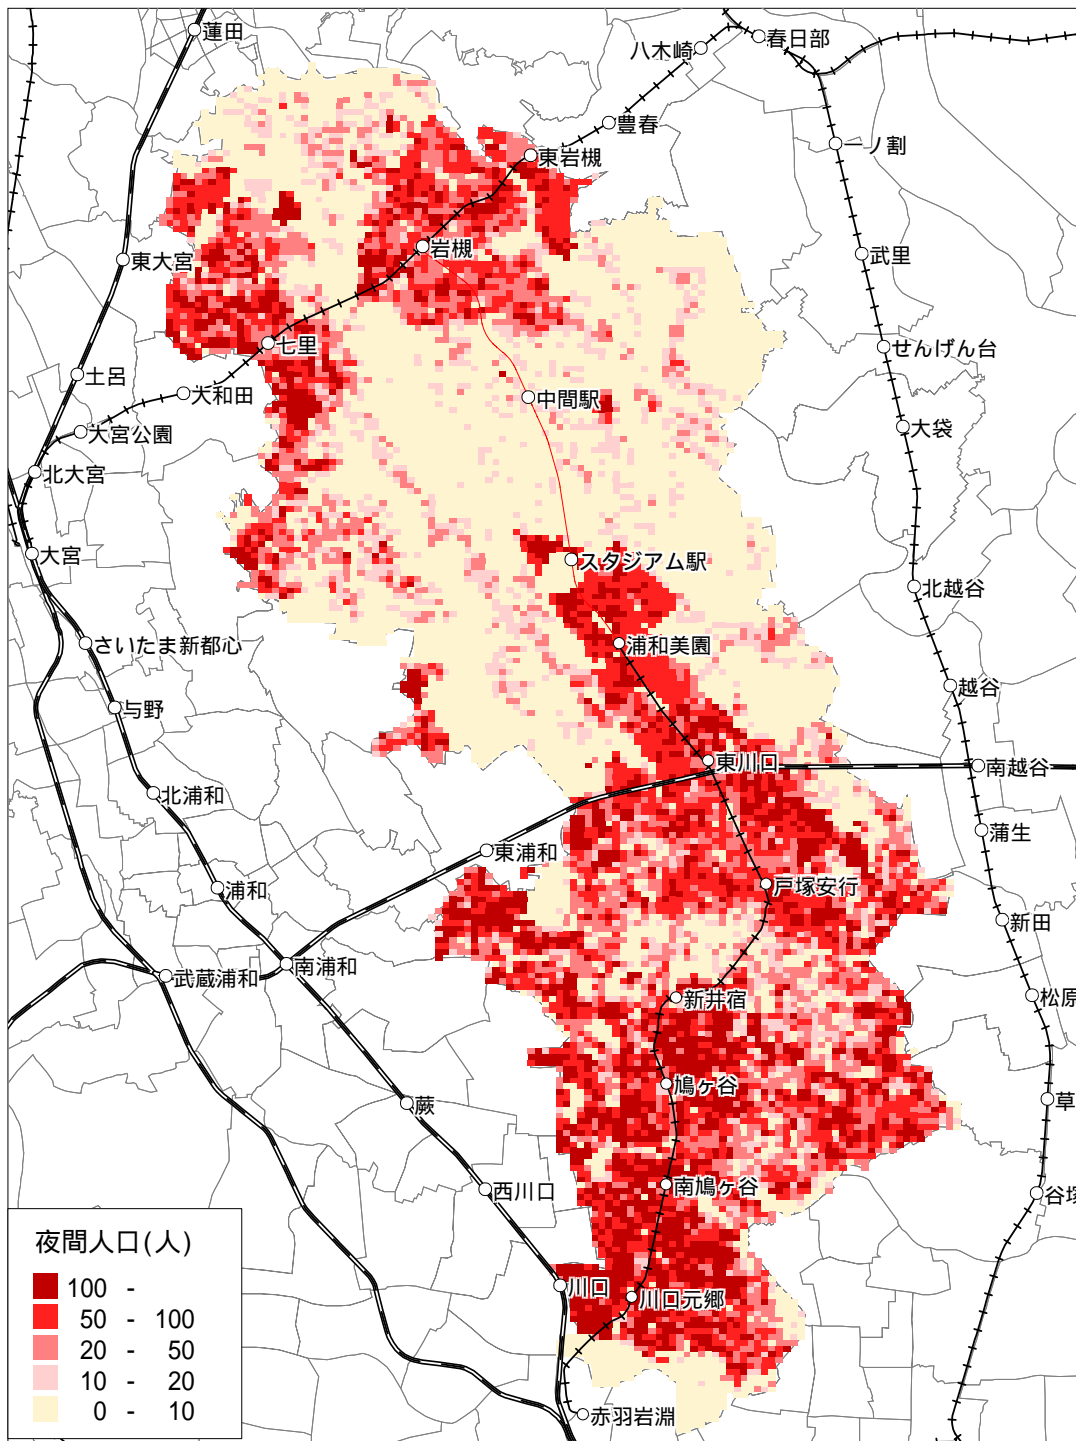 蓮田
春日部
八木崎
豊春
一ノ割
東岩槻
岩槻
武里
東大宮
七里
せんげん台
土呂
大和田
中間駅
大宮公園
大袋
北大宮
大宮
スタジアム駅
北越谷
さいたま新都心
浦和美園
越谷
与野
東川口
南越谷
北浦和
蒲生
東浦和
戸塚安行
浦和
新田
南浦和
武蔵浦和
新井宿
松原
鳩ヶ谷
蕨
草
南鳩ヶ谷
西川口
谷塚
夜間人口(人)
100 -
50 - 100
20 - 50
10 - 20
0 - 10
川口
川口元郷
赤羽岩淵